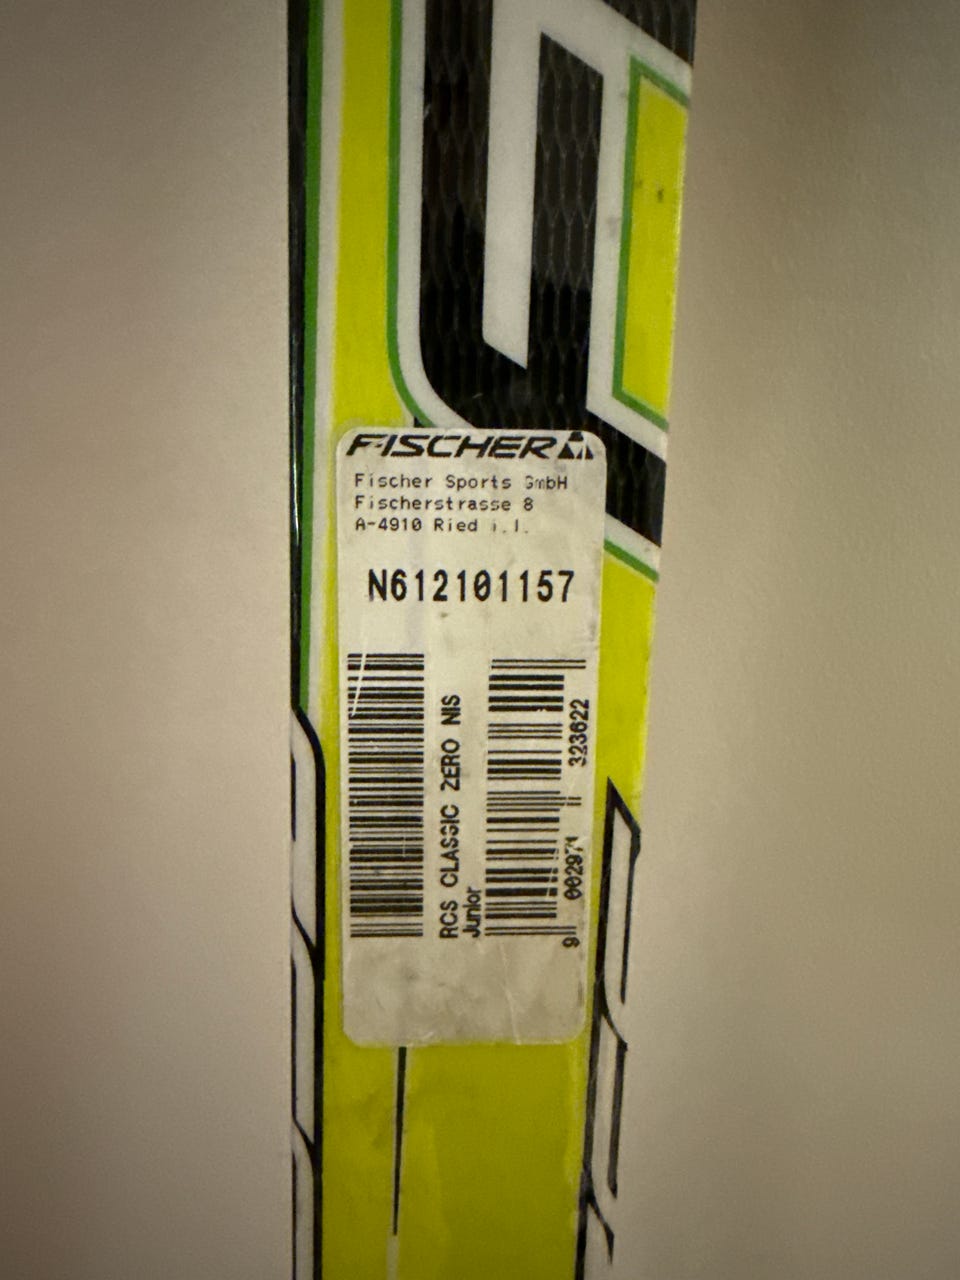 FISCHER
Fischer Sports GmbH
Fischerstrasse 8
A-4910 Ried i.I.
N612101157
RCS CLASSIC ZERO NIS
Junior
9 002971 323622